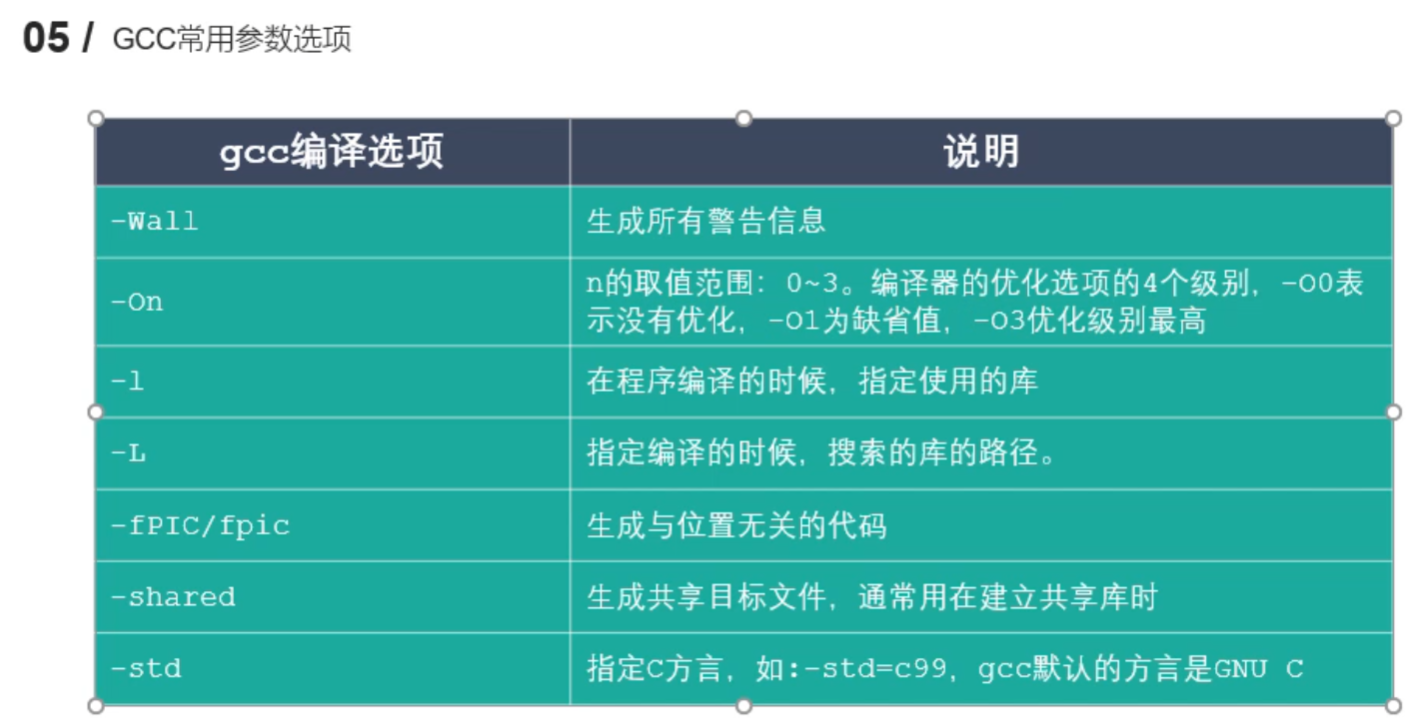 05 / GCC常用参数选项
gcc编译选项 说明
-Wall 生成所有警告信息
-On n的取值范围：0~3。编译器的优化选项的4个级别，-O0表
示没有优化，-O1为缺省值，-O3优化级别最高
-l 在程序编译的时候，指定使用的库
-L 指定编译的时候，搜索的库的路径。
-fPIC/fpic 生成与位置无关的代码
-shared 生成共享目标文件，通常用在建立共享库时
-std 指定C方言，如:-std=c99，gcc默认的方言是GNU C